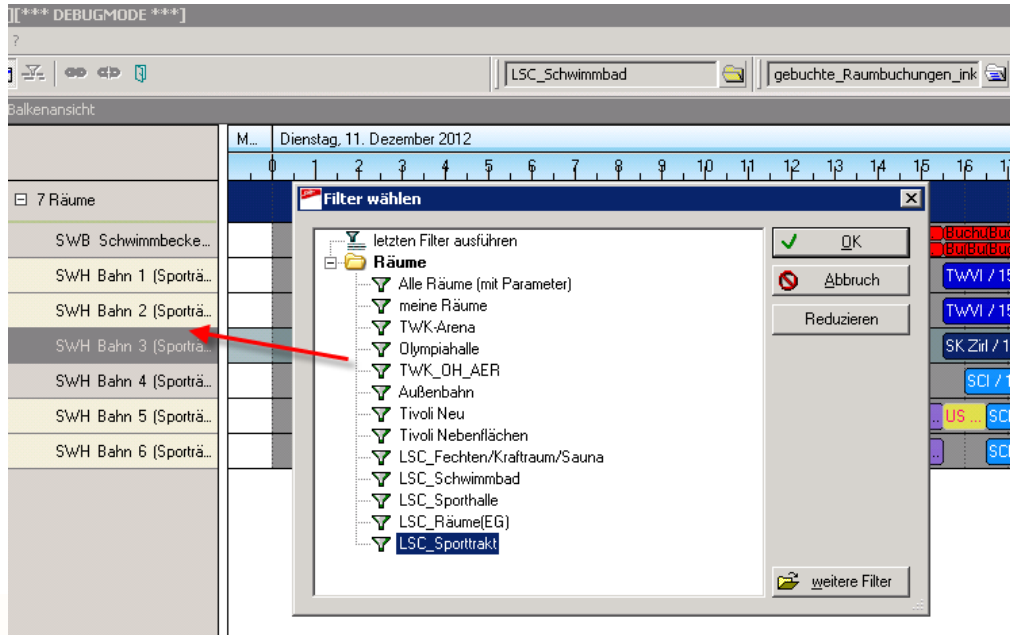 ][*** DEBUGMODE ***]
?
LSC_Schwimmbad
gebuchte_Raumbuchungen_ink
Balkenansicht
M... Dienstag, 11. Dezember 2012
0 1 2 3 4 5 6 7 8 9 10 11 12 13 14 15 16
7 Räume
SWB Schwimmbecke...
SWH Bahn 1 (Sporträ...
SWH Bahn 2 (Sporträ...
SWH Bahn 3 (Sporträ...
SWH Bahn 4 (Sporträ...
SWH Bahn 5 (Sporträ...
SWH Bahn 6 (Sporträ...
Filter wählen
letzten Filter ausführen
Räume
Alle Räume (mit Parameter)
meine Räume
TWK-Arena
Olympiahalle
TWK_OH_AER
Außenbahn
Tivoli Neu
Tivoli Nebenflächen
LSC_Fechten/Kraftraum/Sauna
LSC_Schwimmbad
LSC_Sporthalle
LSC_Räume(EG)
LSC_Sporttrakt
OK
Abbruch
Reduzieren
weitere Filter
TWVI / 15
TWVI / 15
SK Zirl / 1
SCI / 1
US ... SCI
SCI